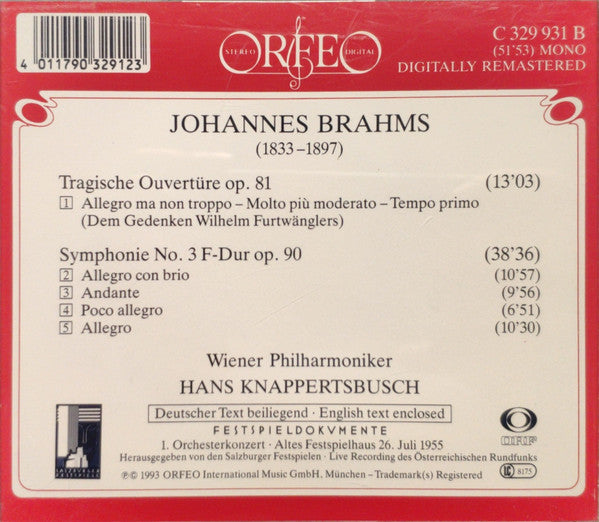 4 011790 329123
STEREO ORFEO DIGITAL
C 329 931 B
(51'53) MONO
DIGITALLY REMASTERED
JOHANNES BRAHMS
(1833–1897)
Tragische Ouvertüre op. 81 (13'03)
1 Allegro ma non troppo – Molto più moderato – Tempo primo
(Dem Gedenken Wilhelm Furtwänglers)
Symphonie No. 3 F-Dur op. 90 (38'36)
2 Allegro con brio (10'57)
3 Andante (9'56)
4 Poco allegro (6'51)
5 Allegro (10'30)
Wiener Philharmoniker
HANS KNAPPERTSBUSCH
Deutscher Text beiliegend · English text enclosed
FESTSPIELDOKVMENTE
1. Orchesterkonzert · Altes Festspielhaus 26. Juli 1955
Herausgegeben von den Salzburger Festspielen · Live Recording des Österreichischen Rundfunks
℗© 1993 ORFEO International Music GmbH, München – Trademark(s) Registered
SALZBURGER
FESTSPIELE
ORF
LC 8175